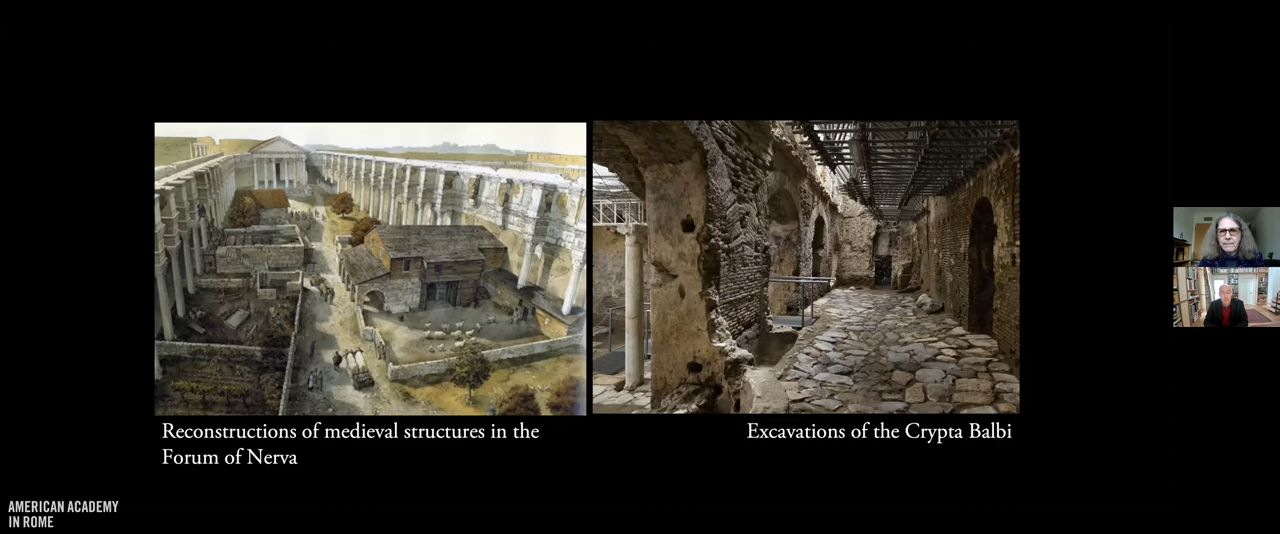 Reconstructions of medieval structures in the
Forum of Nerva
Excavations of the Crypta Balbi
AMERICAN ACADEMY
IN ROME